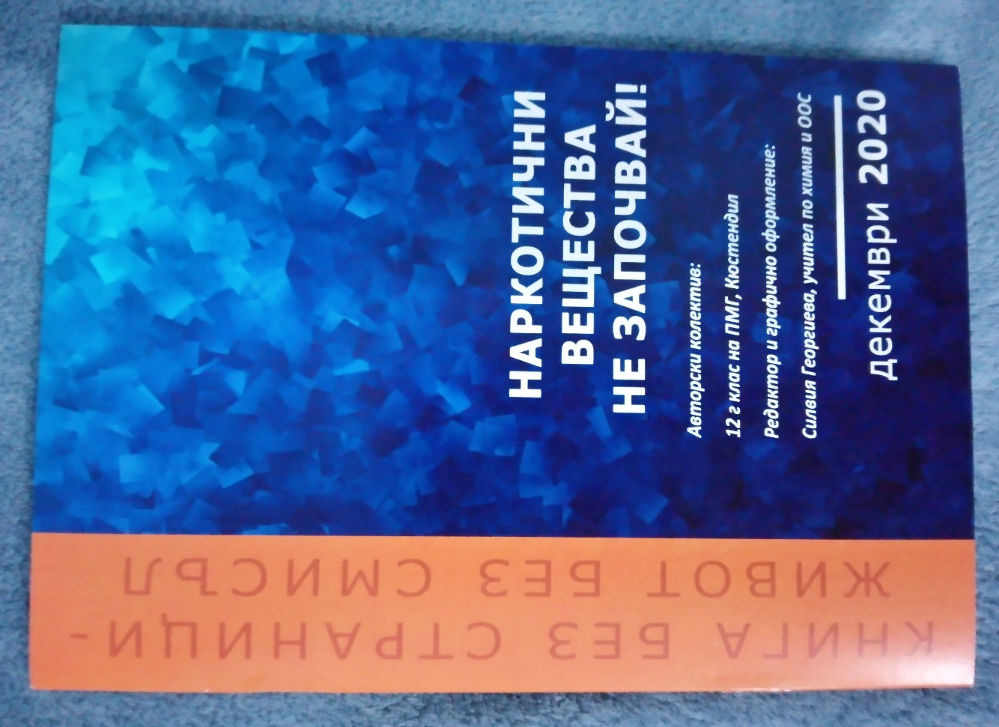 КНИГА БЕЗ СТРАНИЦИ-
ЖИВОТ БЕЗ СМИСЪЛ
НАРКОТИЧНИ
ВЕЩЕСТВА
НЕ ЗАПОЧВАЙ!
Авторски колектив:
12 г клас на ПМГ, Кюстендил
Редактор и графично оформление:
Силвия Георгиева, учител по химия и ООС
декември 2020